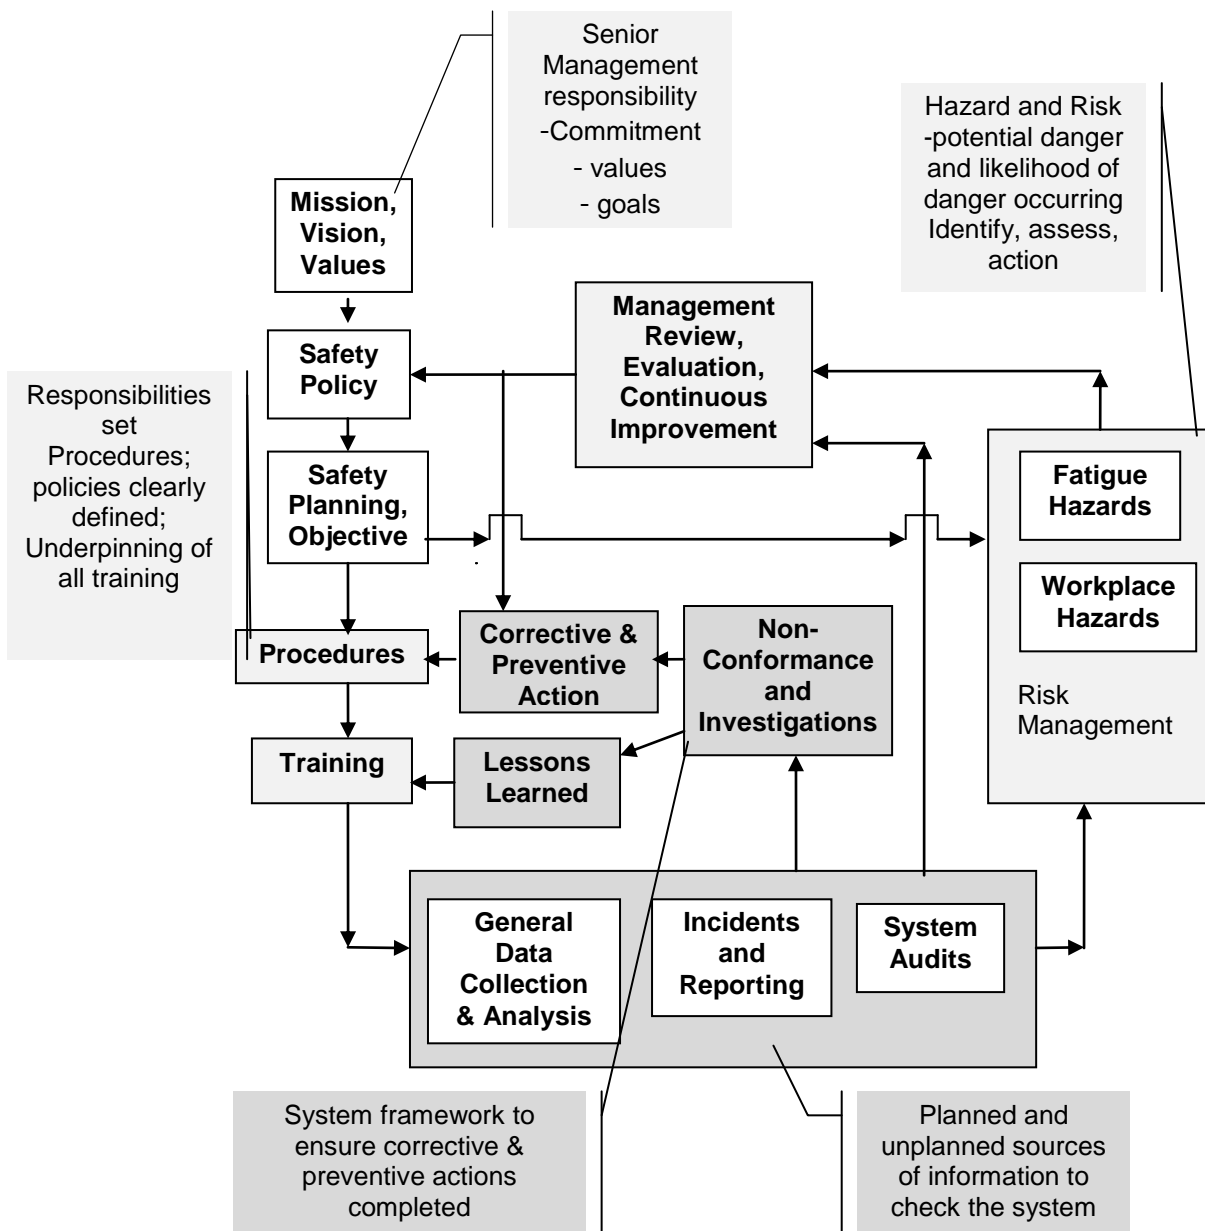 Senior
Management
responsibility
-Commitment
- values
- goals
Hazard and Risk
-potential danger
and likelihood of
danger occurring
Identify, assess,
action
Mission,
Vision,
Values
Safety
Policy
Management
Review,
Evaluation,
Continuous
Improvement
Responsibilities
set
Procedures;
policies clearly
defined;
Underpinning of
all training
Safety
Planning,
Objective
Fatigue
Hazards
Workplace
Hazards
Risk
Management
Procedures
Corrective &
Preventive
Action
Non-
Conformance
and
Investigations
Training
Lessons
Learned
General
Data
Collection
& Analysis
Incidents
and
Reporting
System
Audits
System framework to
ensure corrective &
preventive actions
completed
Planned and
unplanned sources
of information to
check the system